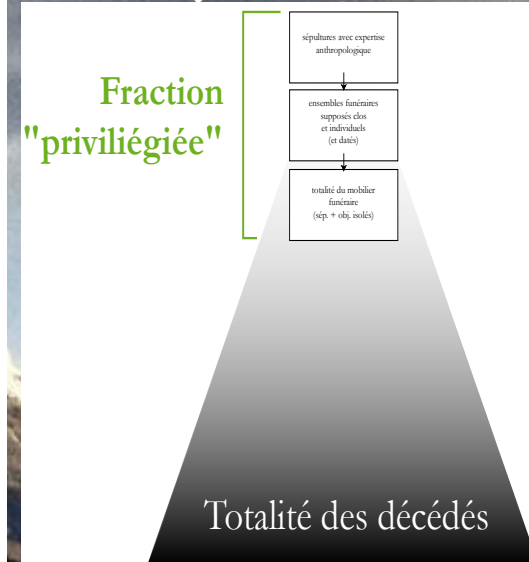 sépultures avec expertise
anthropologique
Fraction
"priviliégiée"
ensembles funéraires
supposés clos
et individuels
(et datés)
totalité du mobilier
funéraire
(sép. + obj. isolés)
Totalité des décédés